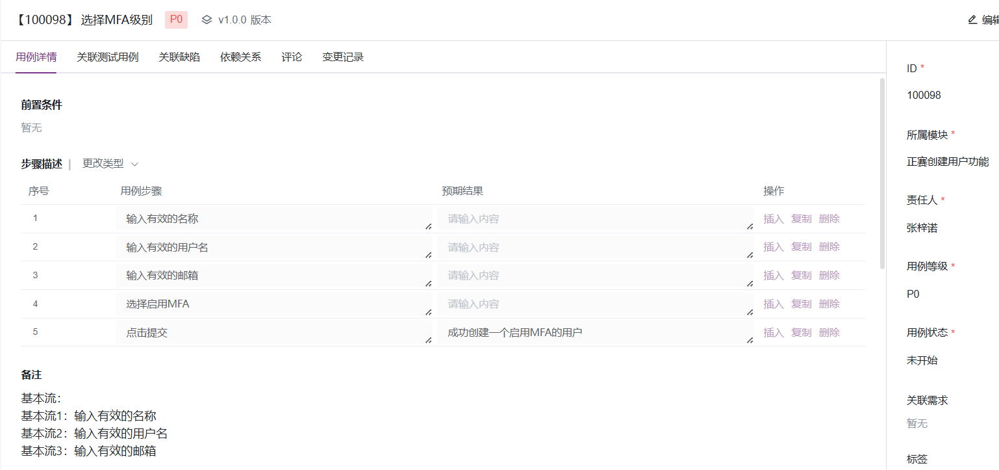 【100098】 选择MFA级别 P0 v1.0.0 版本 编辑
用例详情 关联测试用例 关联缺陷 依赖关系 评论 变更记录
前置条件
暂无
步骤描述 | 更改类型
序号 用例步骤 预期结果 操作
1 输入有效的名称 请输入内容 插入 复制 删除
2 输入有效的用户名 请输入内容 插入 复制 删除
3 输入有效的邮箱 请输入内容 插入 复制 删除
4 选择启用MFA 请输入内容 插入 复制 删除
5 点击提交 成功创建一个启用MFA的用户 插入 复制 删除
备注
基本流：
基本流1：输入有效的名称
基本流2：输入有效的用户名
基本流3：输入有效的邮箱
ID *
100098
所属模块 *
正赛创建用户功能
责任人 *
张梓诺
用例等级 *
P0
用例状态 *
未开始
关联需求
暂无
标签